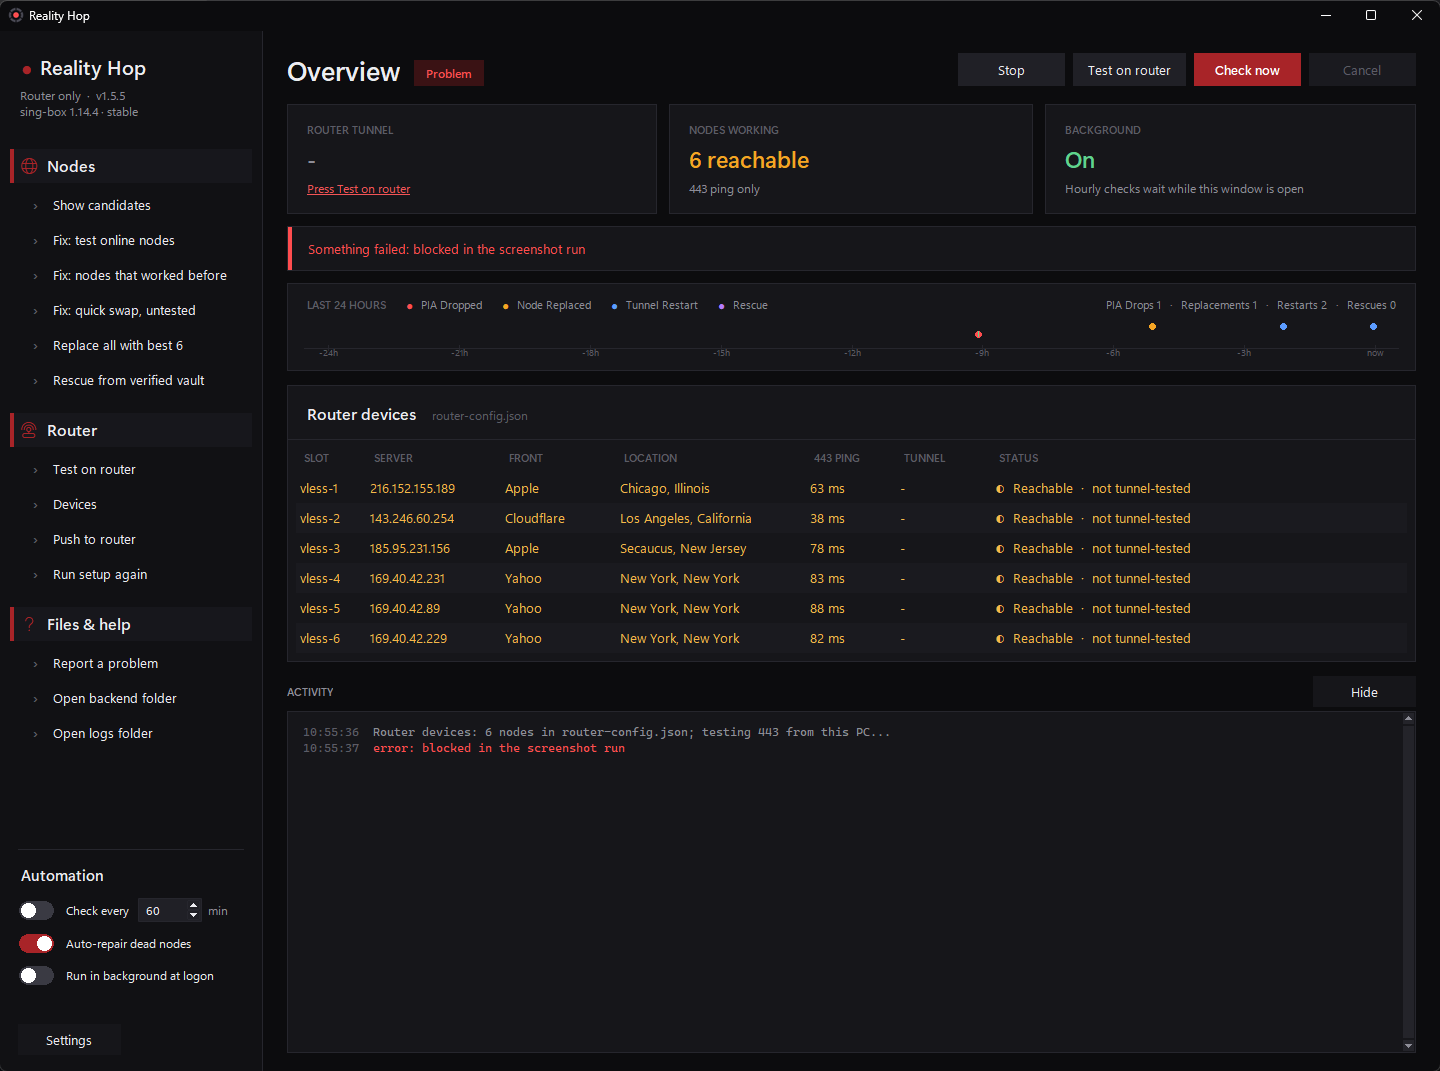 Reality Hop
Reality Hop
Router only · v1.5.5
sing-box 1.14.4 · stable
Nodes
Show candidates
Fix: test online nodes
Fix: nodes that worked before
Fix: quick swap, untested
Replace all with best 6
Rescue from verified vault
Router
Test on router
Devices
Push to router
Run setup again
Files & help
Report a problem
Open backend folder
Open logs folder
Automation
Check every 60 min
Auto-repair dead nodes
Run in background at logon
Settings
Overview Problem
Stop Test on router Check now Cancel
ROUTER TUNNEL
-
Press Test on router
NODES WORKING
6 reachable
443 ping only
BACKGROUND
On
Hourly checks wait while this window is open
Something failed: blocked in the screenshot run
LAST 24 HOURS PIA Dropped Node Replaced Tunnel Restart Rescue PIA Drops 1 · Replacements 1 · Restarts 2 · Rescues 0
-24h -21h -18h -15h -12h -9h -6h -3h now
Router devices router-config.json
SLOT SERVER FRONT LOCATION 443 PING TUNNEL STATUS
vless-1 216.152.155.189 Apple Chicago, Illinois 63 ms - Reachable · not tunnel-tested
vless-2 143.246.60.254 Cloudflare Los Angeles, California 38 ms - Reachable · not tunnel-tested
vless-3 185.95.231.156 Apple Secaucus, New Jersey 78 ms - Reachable · not tunnel-tested
vless-4 169.40.42.231 Yahoo New York, New York 83 ms - Reachable · not tunnel-tested
vless-5 169.40.42.89 Yahoo New York, New York 88 ms - Reachable · not tunnel-tested
vless-6 169.40.42.229 Yahoo New York, New York 82 ms - Reachable · not tunnel-tested
ACTIVITY Hide
10:55:36 Router devices: 6 nodes in router-config.json; testing 443 from this PC...
10:55:37 error: blocked in the screenshot run